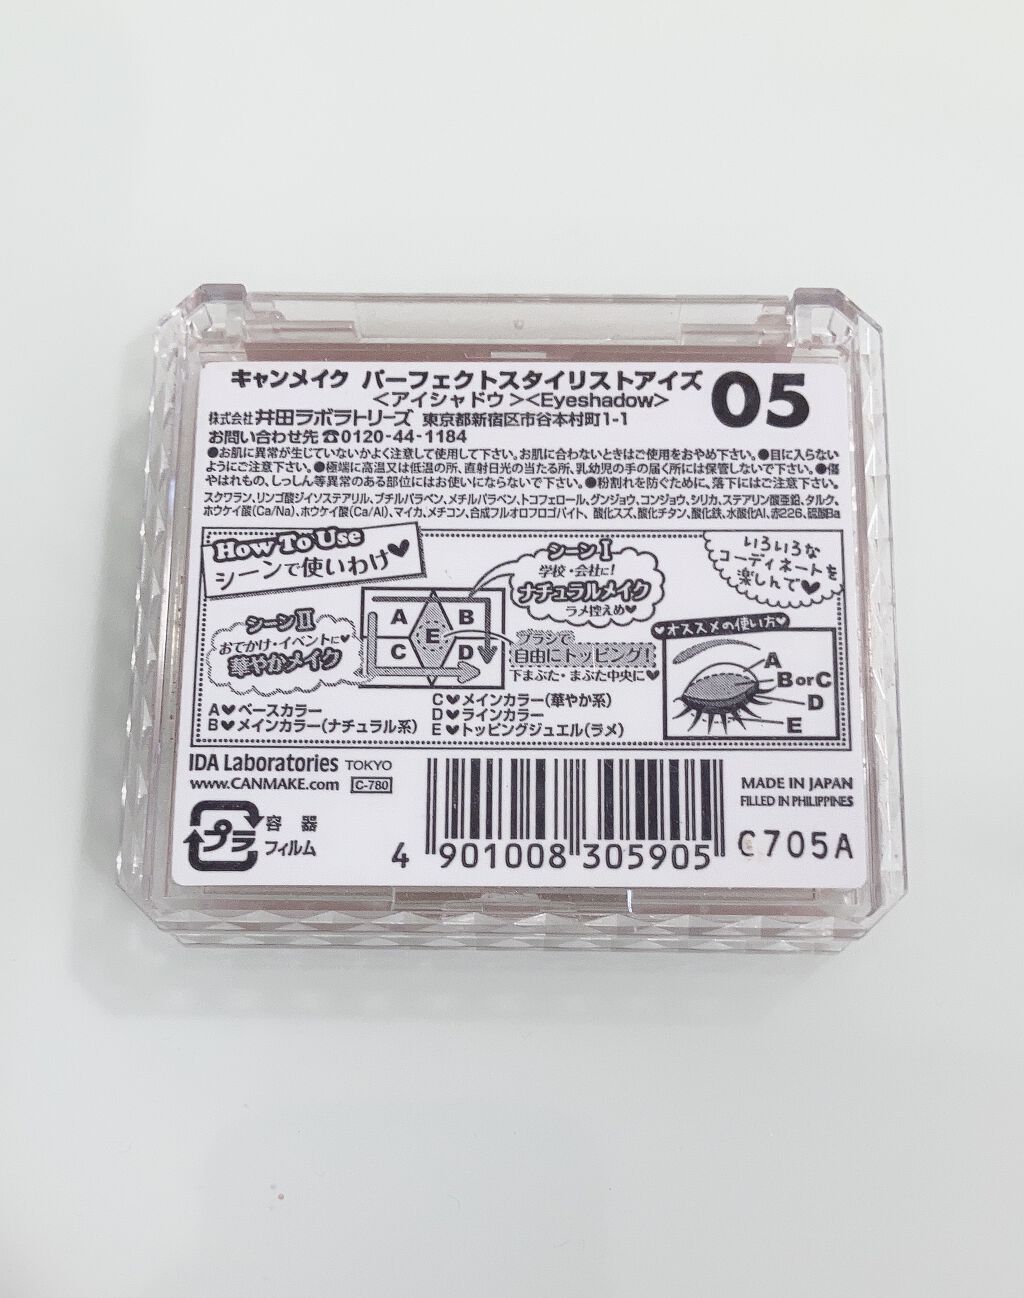 キャンメイク パーフェクトスタイリストアイズ 05
＜アイシャドウ＞＜Eyeshadow＞
株式会社 井田ラボラトリーズ 東京都新宿区市谷本村町1-1
お問い合わせ先☎0120-44-1184
●お肌に異常が生じていないかよく注意して使用して下さい。お肌に合わないときはご使用をおやめ下さい。●目に入らない
ようにご注意下さい。●極端に高温又は低温の所、直射日光の当たる所、乳幼児の手の届く所には保管しないで下さい。●傷
やはれもの、しっしん等異常のある部位にはお使いにならないで下さい。●粉割れを防ぐために、落下にはご注意下さい。
スクワラン、リンゴ酸ジイソステアリル、ブチルパラベン、メチルパラベン、トコフェロール、グンジョウ、コンジョウ、シリカ、ステアリン酸亜鉛、タルク、
ホウケイ酸(Ca/Na)、ホウケイ酸(Ca/Al)、マイカ、メチコン、合成フルオロフロゴパイト、酸化スズ、酸化チタン、酸化鉄、水酸化Al、赤226、硫酸Ba
How To Use
シーンで使いわけ♥
シーンI
学校・会社に!
ナチュラルメイク
ラメ控えめ♥
いろいろな
コーディネートを
楽しんで♥
シーンII
おでかけ・イベントに♥
華やかメイク
A B
E
C D
ブラシで
自由にトッピング!
下まぶた・まぶた中央に♥
♥オススメの使い方♥
A
B or C
D
E
A♥ベースカラー
B♥メインカラー(ナチュラル系)
C♥メインカラー(華やか系)
D♥ラインカラー
E♥トッピングジュエル(ラメ)
IDA Laboratories TOKYO
www.CANMAKE.com C-780
プラ
容器
フィルム
4 901008 305905
MADE IN JAPAN
FILLED IN PHILIPPINES
C705A